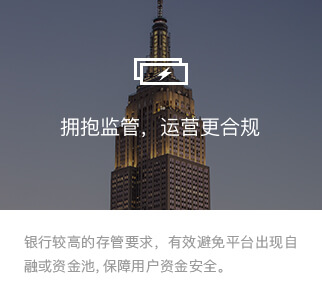 拥抱监管，运营更合规
银行较高的存管要求，有效避免平台出现自
融或资金池，保障用户资金安全。